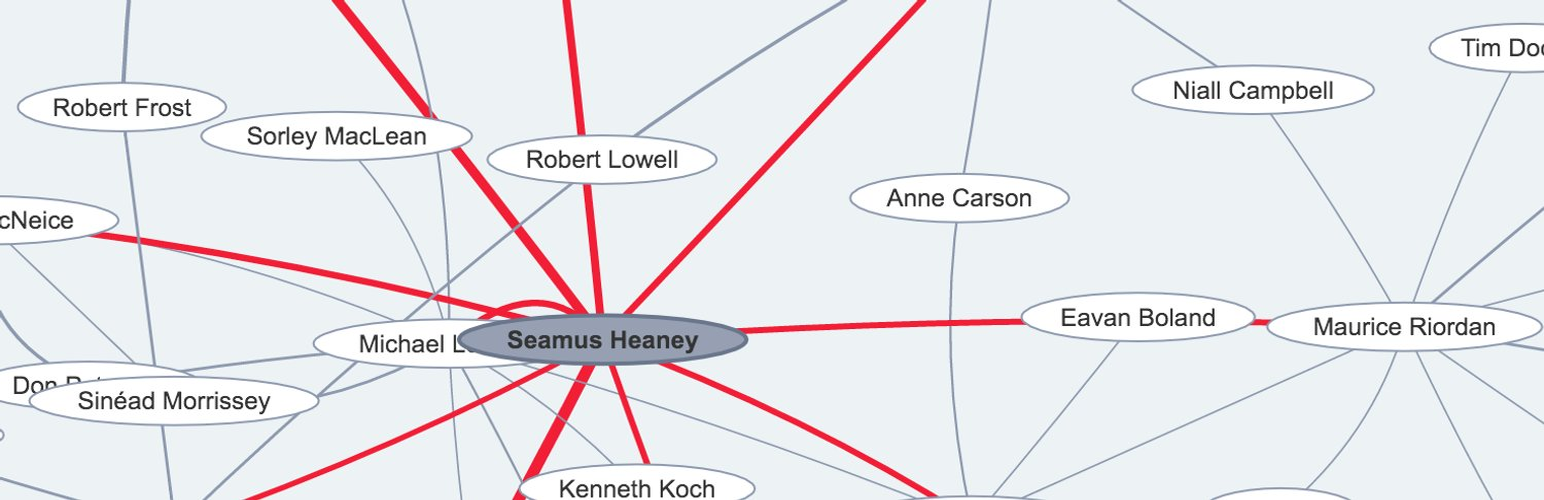 Tim Doo
Niall Campbell
Robert Frost
Sorley MacLean
Robert Lowell
Anne Carson
cNeice
Eavan Boland
Maurice Riordan
Michael L
Seamus Heaney
Don
Sinéad Morrissey
Kenneth Koch